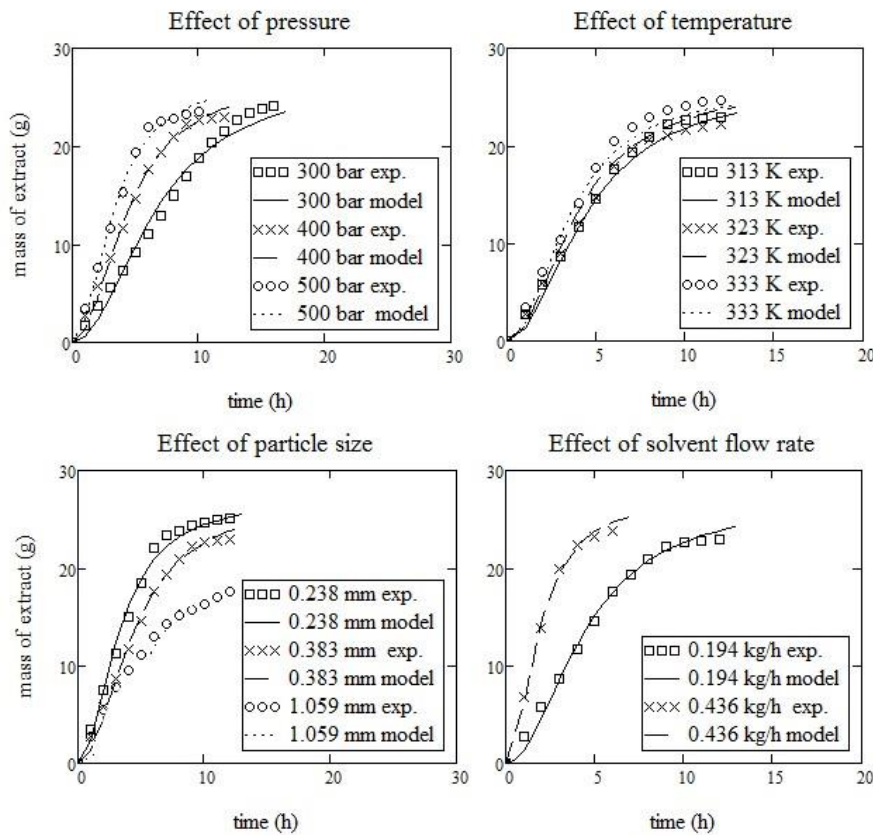 Effect of pressure
30
20
10
0
0
10
20
30
mass of extract (g)
time (h)
300 bar exp.
300 bar model
400 bar exp.
400 bar model
500 bar exp.
500 bar model
Effect of temperature
30
20
10
0
0
5
10
15
20
time (h)
313 K exp.
313 K model
323 K exp.
323 K model
333 K exp.
333 K model
Effect of particle size
30
20
10
0
0
10
20
30
mass of extract (g)
time (h)
0.238 mm exp.
0.238 mm model
0.383 mm exp.
0.383 mm model
1.059 mm exp.
1.059 mm model
Effect of solvent flow rate
30
20
10
0
0
5
10
15
20
time (h)
0.194 kg/h exp.
0.194 kg/h model
0.436 kg/h exp.
0.436 kg/h model